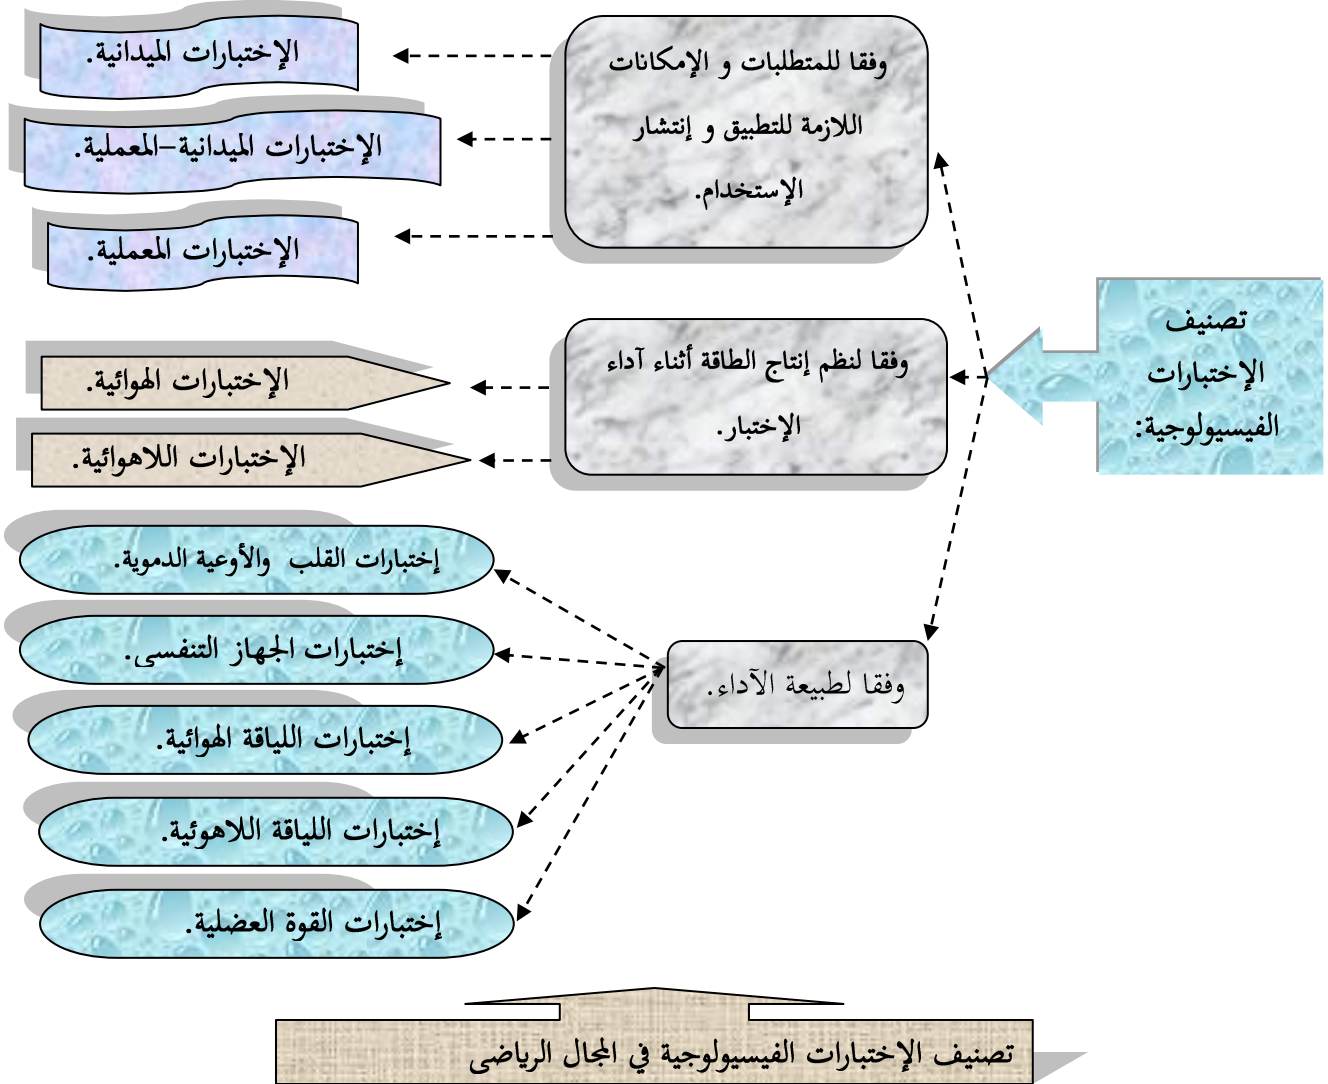 تصنيف
الإختبارات
الفيسيولوجية:
وفقا للمتطلبات و الإمكانات
اللازمة للتطبيق و إنتشار
الإستخدام.
الإختبارات الميدانية.
الإختبارات الميدانية-المعملية.
الإختبارات المعملية.
وفقا لنظم إنتاج الطاقة أثناء آداء
الإختبار.
الإختبارات الهوائية.
الإختبارات اللاهوائية.
وفقا لطبيعة الآداء.
إختبارات القلب والأوعية الدموية.
إختبارات الجهاز التنفسى.
إختبارات اللياقة الهوائية.
إختبارات اللياقة اللاهوئية.
إختبارات القوة العضلية.
تصنيف الإختبارات الفيسيولوجية في المجال الرياضى